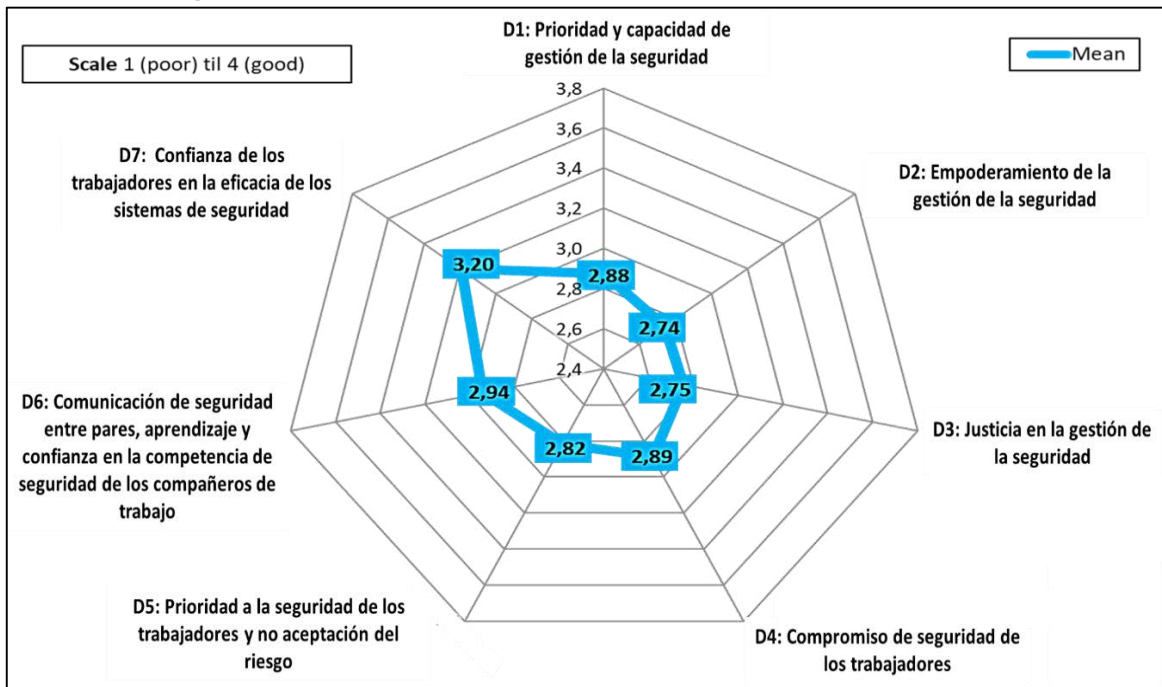 D1: Prioridad y capacidad de
gestión de la seguridad
Scale 1 (poor) til 4 (good)
Mean
3,8
3,6
3,4
3,2
3,0
2,8
2,6
2,4
D7: Confianza de los
trabajadores en la eficacia de los
sistemas de seguridad
D2: Empoderamiento de la
gestión de la seguridad
3,20
2,88
2,74
2,75
2,94
2,82
2,89
D6: Comunicación de seguridad
entre pares, aprendizaje y
confianza en la competencia de
seguridad de los compañeros de
trabajo
D3: Justicia en la gestión de
la seguridad
D5: Prioridad a la seguridad de los
trabajadores y no aceptación del
riesgo
D4: Compromiso de seguridad de
los trabajadores